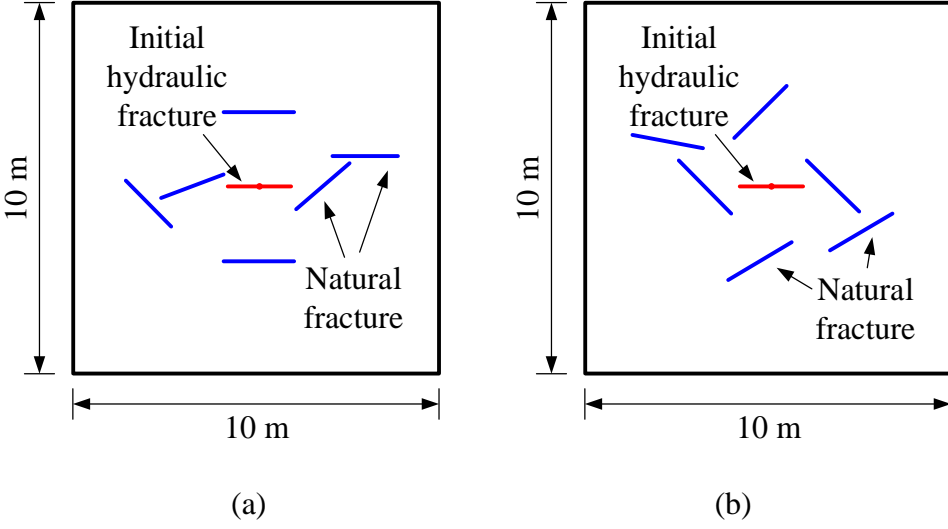 Initial
hydraulic
fracture
10 m
Natural
fracture
10 m
(a)
Initial
hydraulic
fracture
10 m
Natural
fracture
10 m
(b)